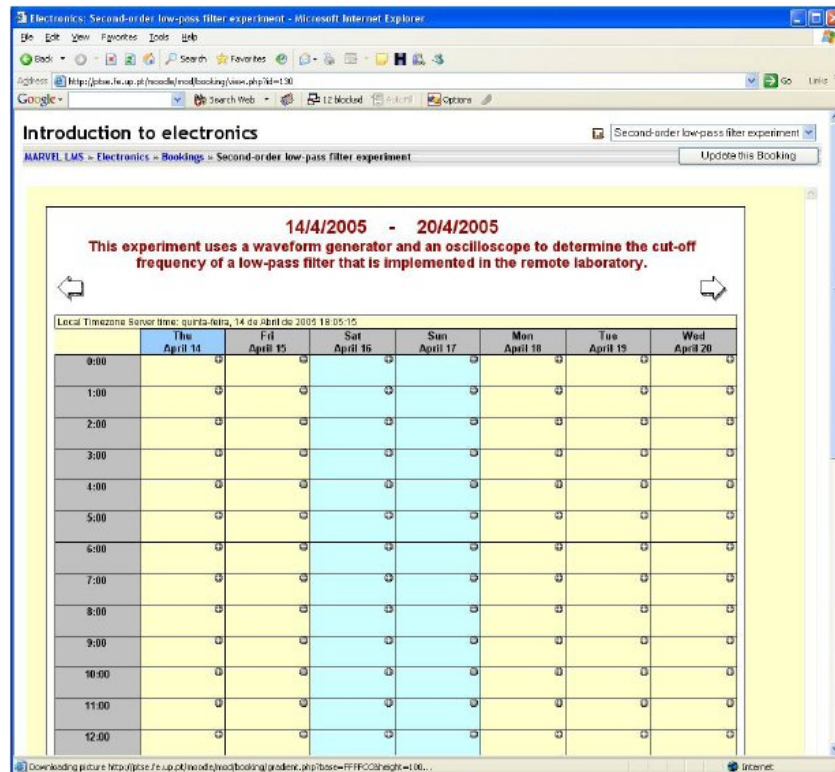 Electronics: Second-order low-pass filter experiment - Microsoft Internet Explorer
File Edit View Favorites Tools Help
Back Search Favorites
Address http://ptse.fe.up.pt/moodle/mod/booking/view.php?id=130 Go Links
Google Search Web 12 blocked Options
Introduction to electronics
Second-order low-pass filter experiment
MARVEL LMS » Electronics » Bookings » Second-order low-pass filter experiment
Update this Booking
14/4/2005 - 20/4/2005
This experiment uses a waveform generator and an oscilloscope to determine the cut-off
frequency of a low-pass filter that is implemented in the remote laboratory.
Local Timezone Server time: quinta-feira, 14 de Abril de 2005 18:05:15
Thu Fri Sat Sun Mon Tue Wed
April 14 April 15 April 16 April 17 April 18 April 19 April 20
0:00
1:00
2:00
3:00
4:00
5:00
6:00
7:00
8:00
9:00
10:00
11:00
12:00
Downloading picture http://ptse.fe.up.pt/moodle/mod/booking/gradient.php?base=FFFFCC&height=100... Internet